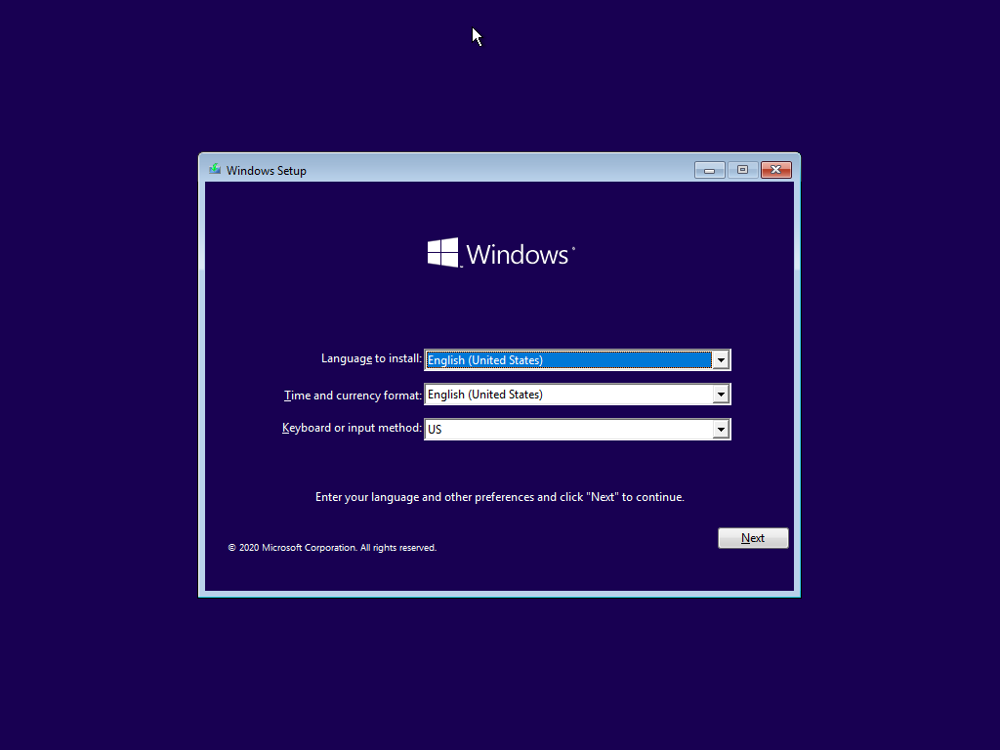 Windows Setup
Windows
Language to install: English (United States)
Time and currency format: English (United States)
Keyboard or input method: US
Enter your language and other preferences and click "Next" to continue.
Next
© 2020 Microsoft Corporation. All rights reserved.